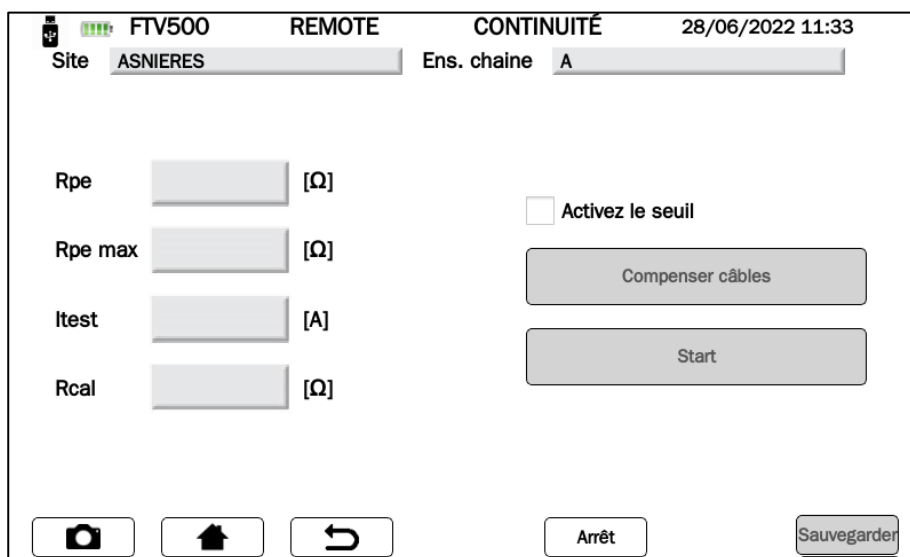 FTV500 REMOTE CONTINUITÉ 28/06/2022 11:33
Site ASNIERES Ens. chaine A
Rpe [Ω]
Activez le seuil
Rpe max [Ω]
Compenser câbles
Itest [A]
Start
Rcal [Ω]
Arrêt Sauvegarder